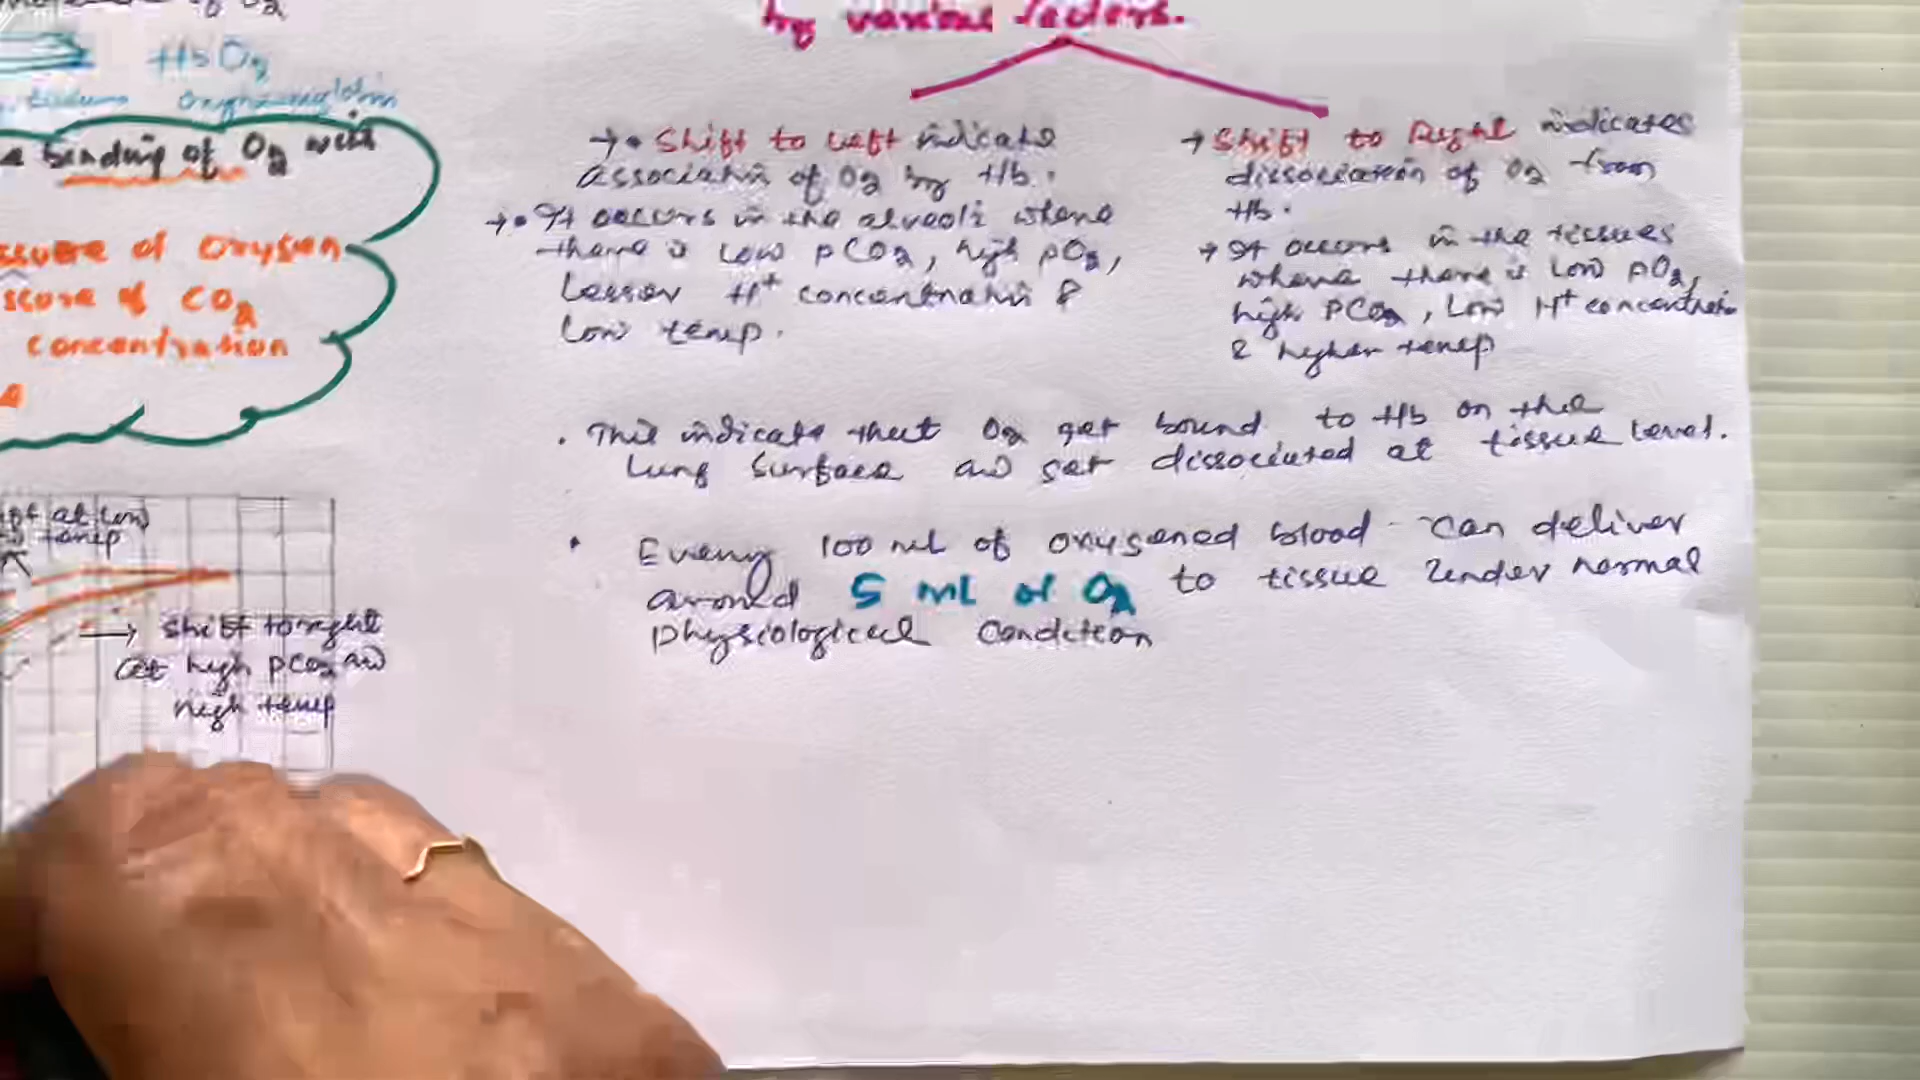 of O2
by various factors.
HbO2
binding of O2 with
of oxygen
of CO2
concentration
at low
temp
→ shift to right
at high pCO2 and
high temp
→ • Shift to Left indicate
association of O2 by Hb.
→ • It occurs in the alveoli where
there is Low pCO2, high pO2,
Lesser H+ concentration &
Low temp.
→ Shift to Right indicates
dissociation of O2 from
Hb.
→ It occurs in the tissues
where there is Low pO2,
high PCO2, Low H+ concentration
& higher temp
. This indicate that O2 get bound to Hb on the
Lung surface and get dissociated at tissue level.
• Every 100 mL of oxygened blood can deliver
around 5 mL of O2 to tissue under normal
physiological condition